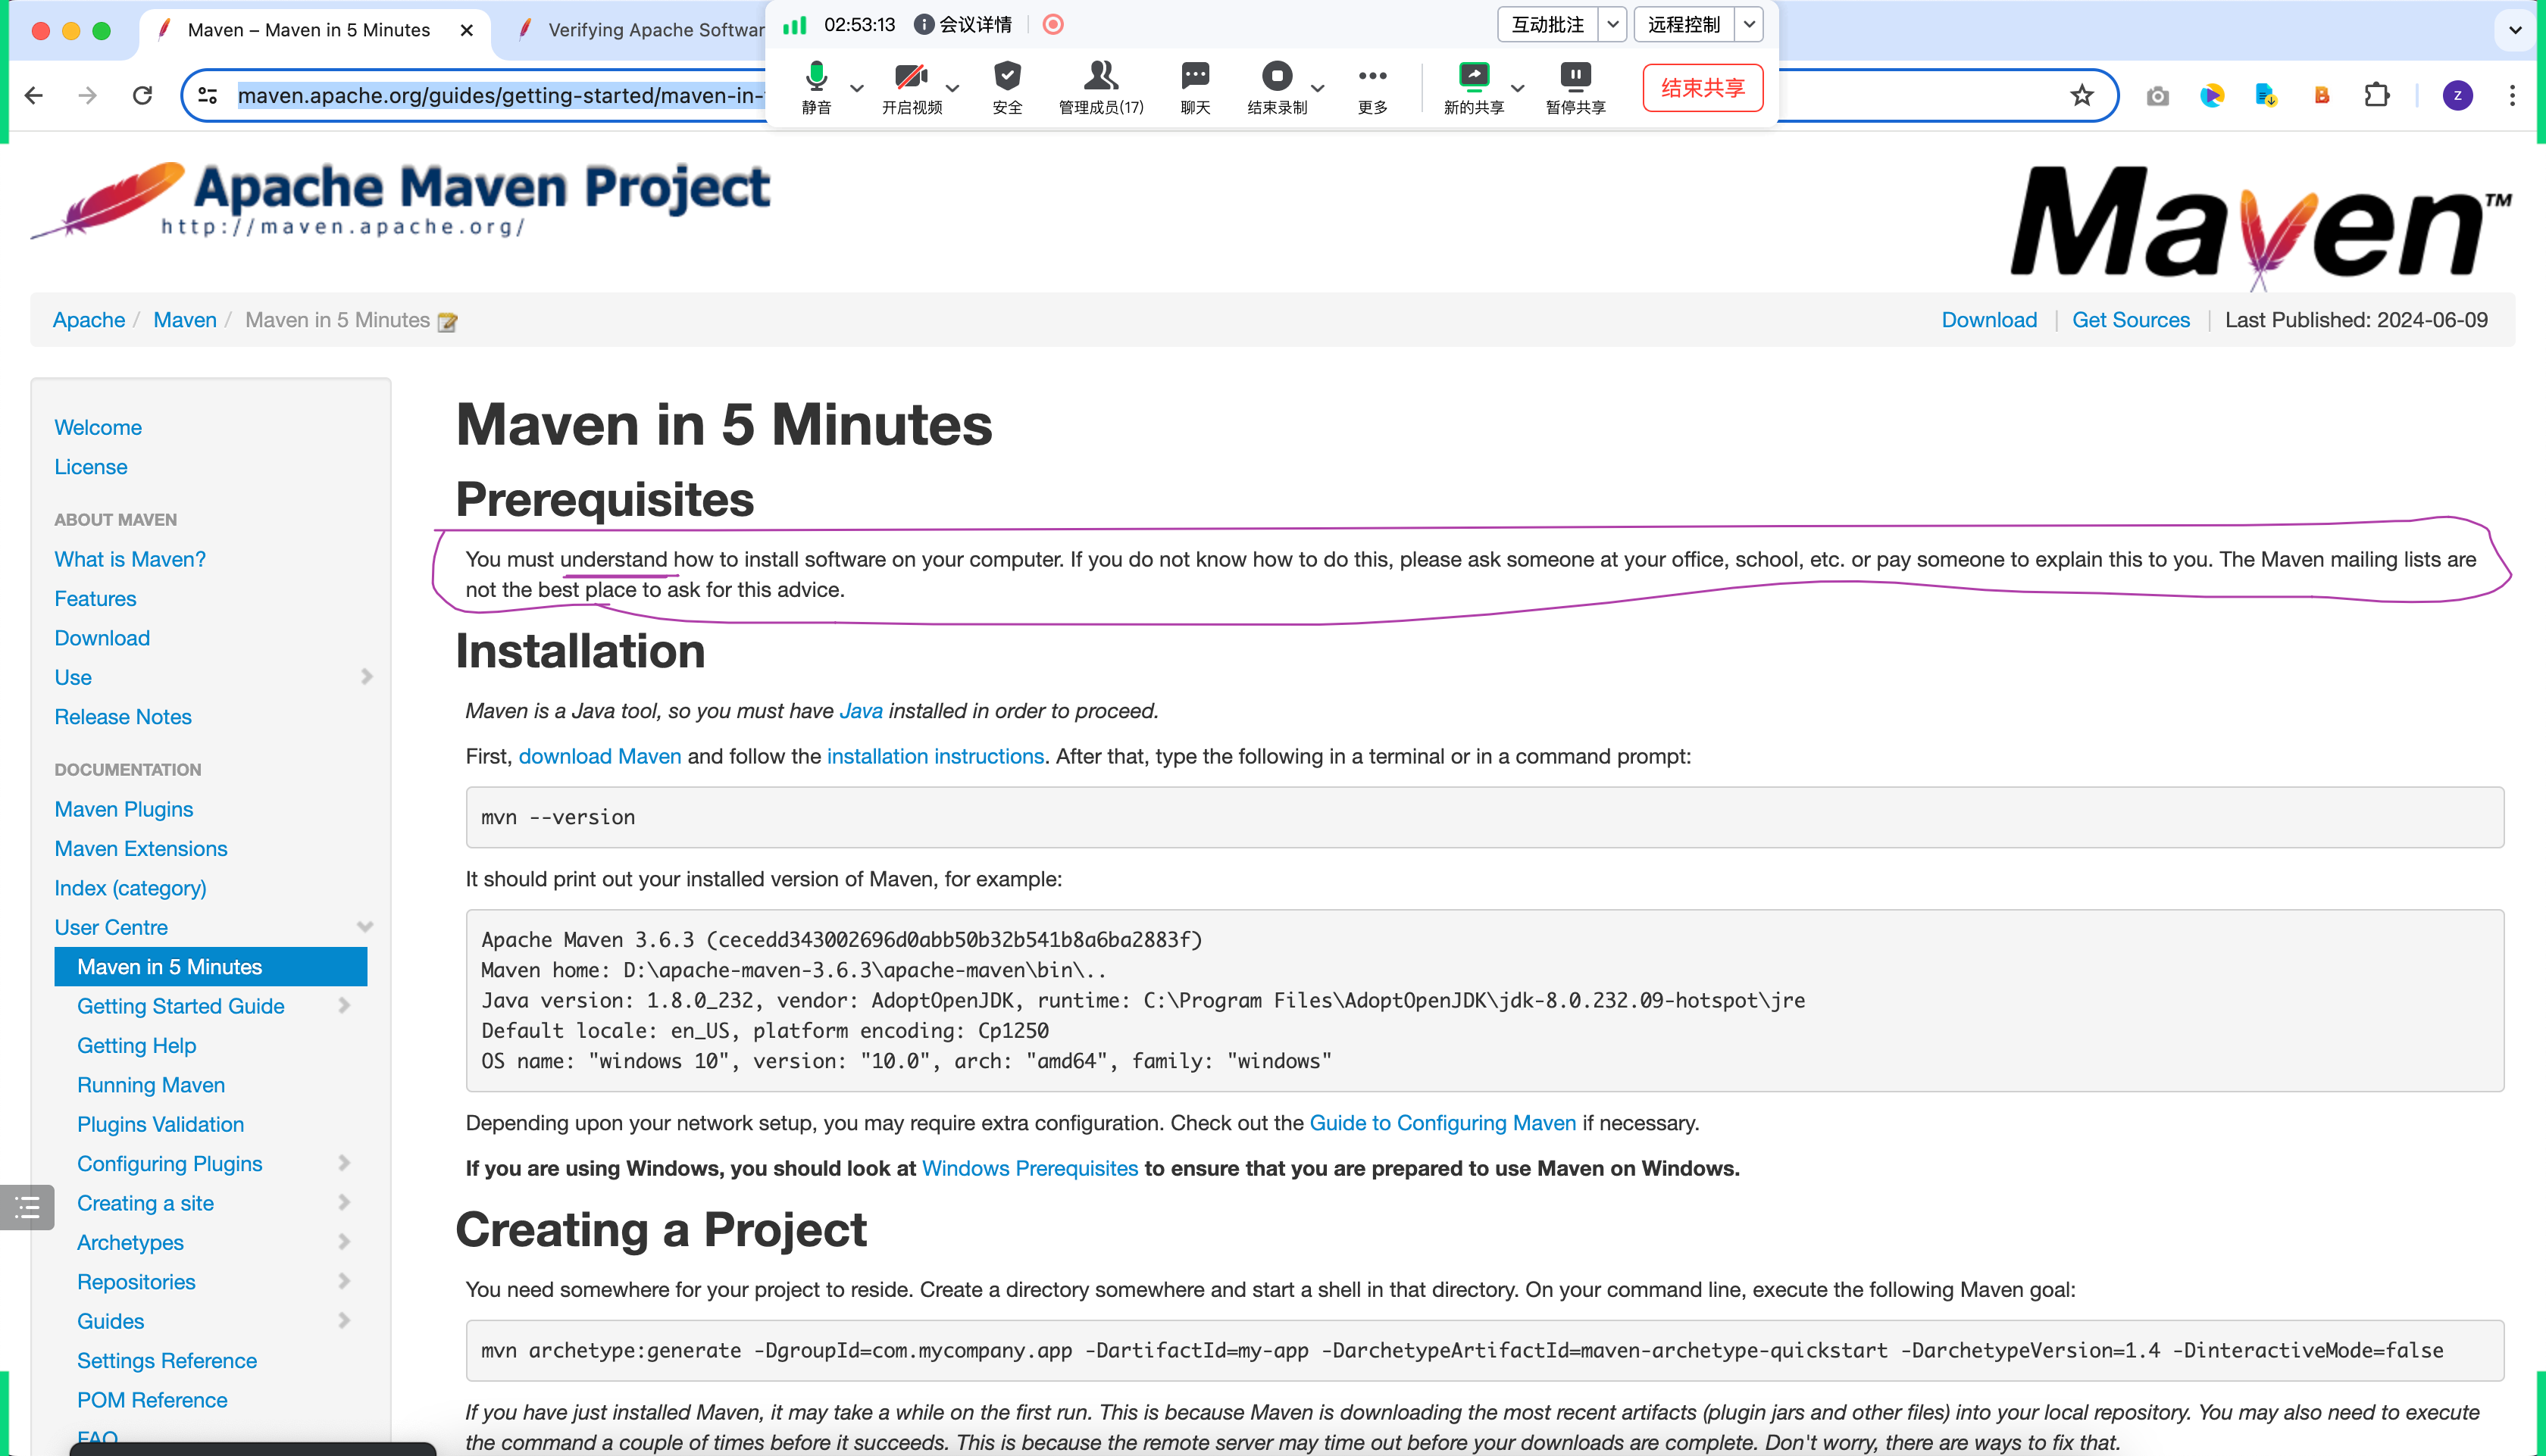 Maven – Maven in 5 Minutes
Verifying Apache Softwar
02:53:13 会议详情
互动批注
远程控制
maven.apache.org/guides/getting-started/maven-in-
静音
开启视频
安全
管理成员(17)
聊天
结束录制
更多
新的共享
暂停共享
结束共享
B
z
Apache Maven Project
http://maven.apache.org/
Maven™
Apache / Maven / Maven in 5 Minutes
Download | Get Sources | Last Published: 2024-06-09
Welcome
License
ABOUT MAVEN
What is Maven?
Features
Download
Use
Release Notes
DOCUMENTATION
Maven Plugins
Maven Extensions
Index (category)
User Centre
Maven in 5 Minutes
Getting Started Guide
Getting Help
Running Maven
Plugins Validation
Configuring Plugins
Creating a site
Archetypes
Repositories
Guides
Settings Reference
POM Reference
FAQ
Maven in 5 Minutes
Prerequisites
You must understand how to install software on your computer. If you do not know how to do this, please ask someone at your office, school, etc. or pay someone to explain this to you. The Maven mailing lists are
not the best place to ask for this advice.
Installation
Maven is a Java tool, so you must have Java installed in order to proceed.
First, download Maven and follow the installation instructions. After that, type the following in a terminal or in a command prompt:
mvn --version
It should print out your installed version of Maven, for example:
Apache Maven 3.6.3 (cecedd343002696d0abb50b32b541b8a6ba2883f)
Maven home: D:\apache-maven-3.6.3\apache-maven\bin\..
Java version: 1.8.0_232, vendor: AdoptOpenJDK, runtime: C:\Program Files\AdoptOpenJDK\jdk-8.0.232.09-hotspot\jre
Default locale: en_US, platform encoding: Cp1250
OS name: "windows 10", version: "10.0", arch: "amd64", family: "windows"
Depending upon your network setup, you may require extra configuration. Check out the Guide to Configuring Maven if necessary.
If you are using Windows, you should look at Windows Prerequisites to ensure that you are prepared to use Maven on Windows.
Creating a Project
You need somewhere for your project to reside. Create a directory somewhere and start a shell in that directory. On your command line, execute the following Maven goal:
mvn archetype:generate -DgroupId=com.mycompany.app -DartifactId=my-app -DarchetypeArtifactId=maven-archetype-quickstart -DarchetypeVersion=1.4 -DinteractiveMode=false
If you have just installed Maven, it may take a while on the first run. This is because Maven is downloading the most recent artifacts (plugin jars and other files) into your local repository. You may also need to execute
the command a couple of times before it succeeds. This is because the remote server may time out before your downloads are complete. Don't worry, there are ways to fix that.